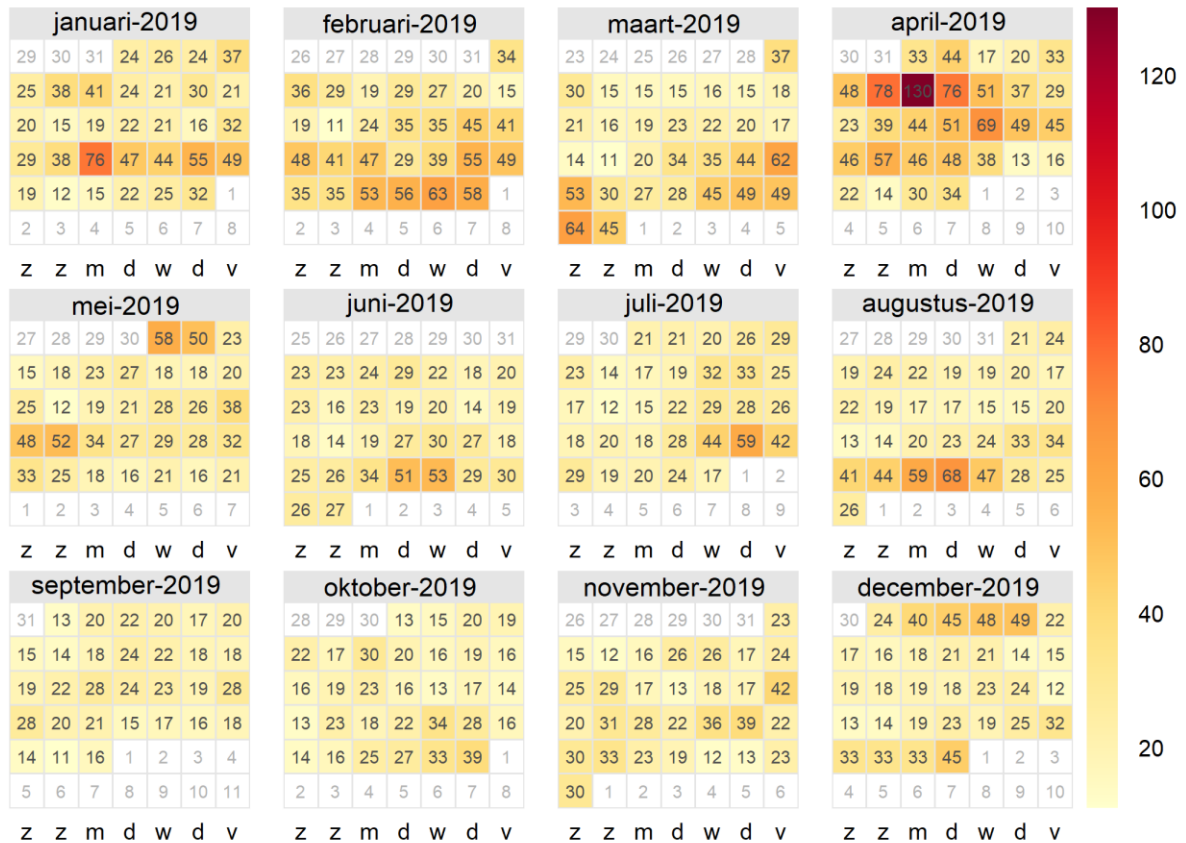 januari-2019 februari-2019 maart-2019 april-2019
29 30 31 24 26 24 37 26 27 28 29 30 31 34 23 24 25 26 27 28 37 30 31 33 44 17 20 33
120
25 38 41 24 21 30 21 36 29 19 29 27 20 15 30 15 15 15 16 15 18 48 78 130 76 51 37 29
20 15 19 22 21 16 32 19 11 24 35 35 45 41 21 16 19 23 22 20 17 23 39 44 51 69 49 45
29 38 76 47 44 55 49 48 41 47 29 39 55 49 14 11 20 34 35 44 62 46 57 46 48 38 13 16
19 12 15 22 25 32 1 35 35 53 56 63 58 1 53 30 27 28 45 49 49 22 14 30 34 1 2 3
100
2 3 4 5 6 7 8 2 3 4 5 6 7 8 64 45 1 2 3 4 5 4 5 6 7 8 9 10
z z m d w d v z z m d w d v z z m d w d v z z m d w d v
mei-2019 juni-2019 juli-2019 augustus-2019
27 28 29 30 58 50 23 25 26 27 28 29 30 31 29 30 21 21 20 26 29 27 28 29 30 31 21 24
80
15 18 23 27 18 18 20 23 23 24 29 22 18 20 23 14 17 19 32 33 25 19 24 22 19 19 20 17
25 12 19 21 28 26 38 23 16 23 19 20 14 19 17 12 15 22 29 28 26 22 19 17 17 15 15 20
48 52 34 27 29 28 32 18 14 19 27 30 27 18 18 20 18 28 44 59 42 13 14 20 23 24 33 34
33 25 18 16 21 16 21 25 26 34 51 53 29 30 29 19 20 24 17 1 2 41 44 59 68 47 28 25
60
1 2 3 4 5 6 7 26 27 1 2 3 4 5 3 4 5 6 7 8 9 26 1 2 3 4 5 6
z z m d w d v z z m d w d v z z m d w d v z z m d w d v
september-2019 oktober-2019 november-2019 december-2019
31 13 20 22 20 17 20 28 29 30 13 15 20 19 26 27 28 29 30 31 23 30 24 40 45 48 49 22
40
15 14 18 24 22 18 18 22 17 30 20 16 19 16 15 12 16 26 26 17 24 17 16 18 21 21 14 15
19 22 28 24 23 19 28 16 19 23 16 13 17 14 25 29 17 13 18 17 42 19 18 19 18 23 24 12
28 20 21 15 17 16 18 13 23 18 22 34 28 16 20 31 28 22 36 39 22 13 14 19 23 19 25 32
14 11 16 1 2 3 4 14 16 25 27 33 39 1 30 33 23 19 12 13 23 33 33 33 45 1 2 3
20
5 6 7 8 9 10 11 2 3 4 5 6 7 8 30 1 2 3 4 5 6 4 5 6 7 8 9 10
z z m d w d v z z m d w d v z z m d w d v z z m d w d v